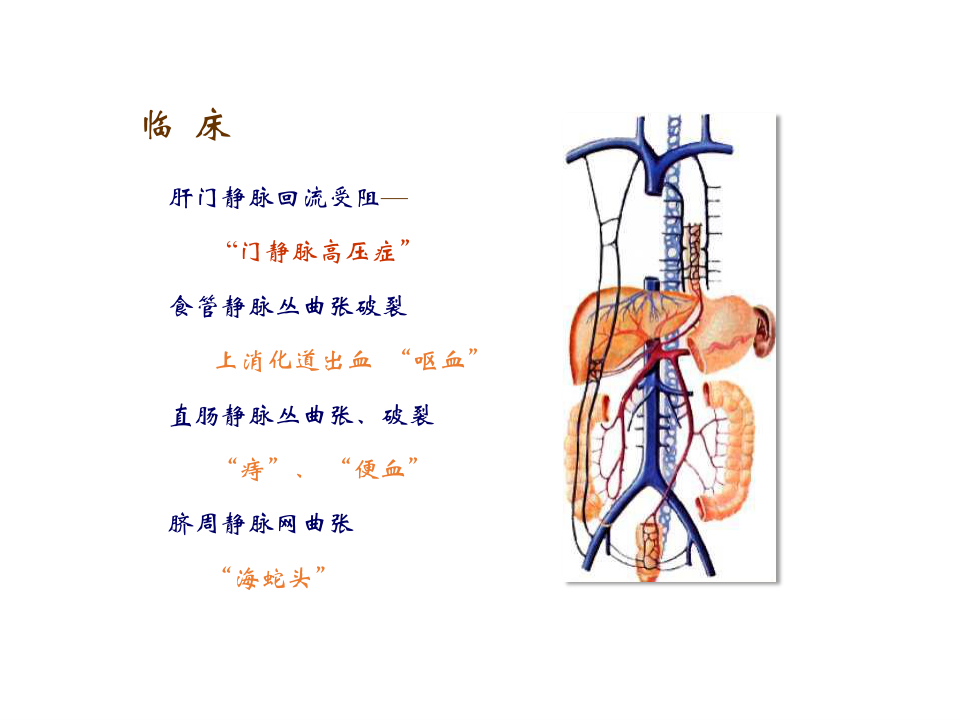 临 床
肝门静脉回流受阻—
“门静脉高压症”
食管静脉丛曲张破裂
上消化道出血 “呕血”
直肠静脉丛曲张、破裂
“痔”、 “便血”
脐周静脉网曲张
“海蛇头”